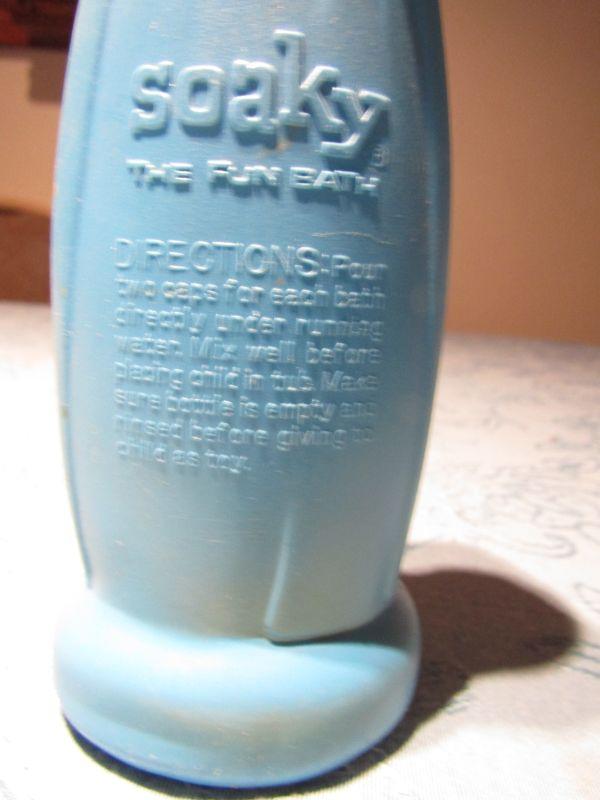 soaky®
THE FUN BATH
DIRECTIONS: Pour
two caps for each bath
directly under running
water. Mix well before
placing child in tub. Make
sure bottle is empty and
rinsed before giving to
child as toy.